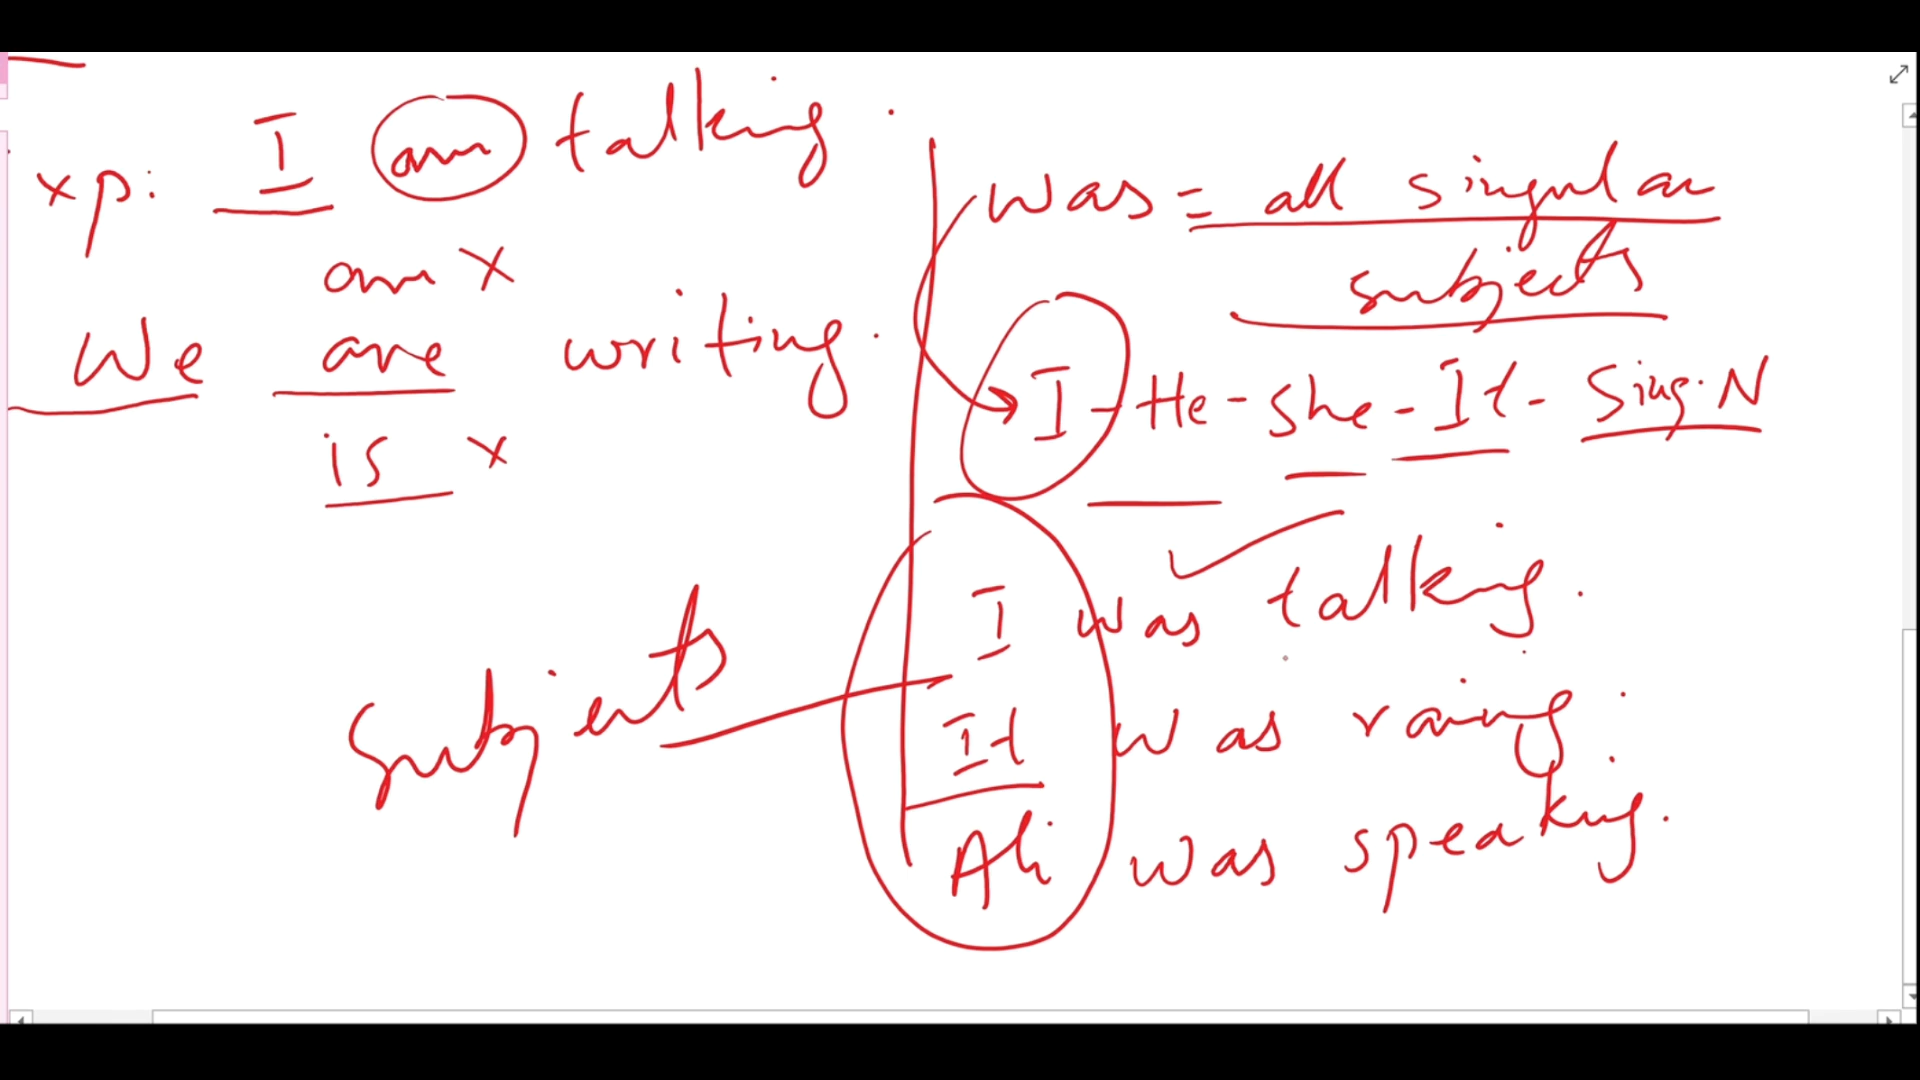 xp: I am talking.
am x
We are writing.
is x
Subjects
was = all singular
subjects
I - He - She - It - Sing. N
I was talking.
It was raing.
Ali was speaking.